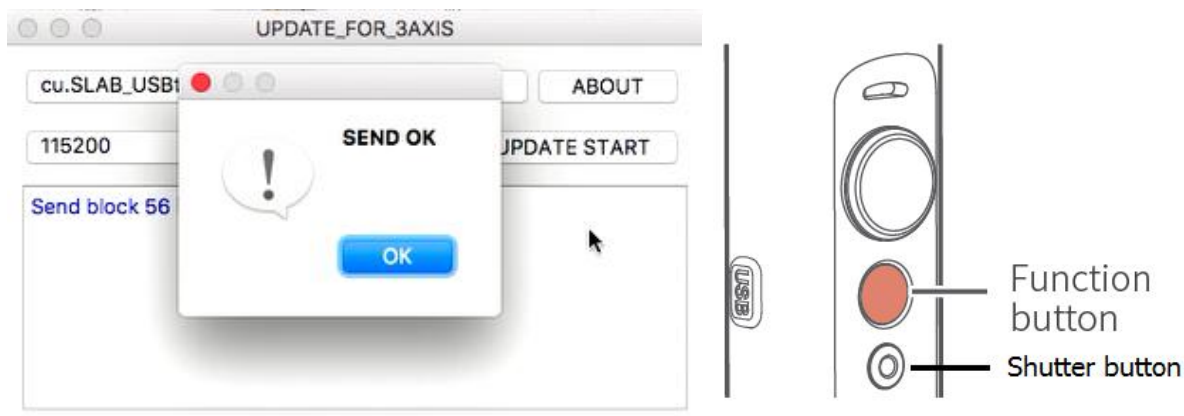 UPDATE_FOR_3AXIS
cu.SLAB_USBt
ABOUT
SEND OK
115200
UPDATE START
Send block 56
OK
USB
Function
button
Shutter button